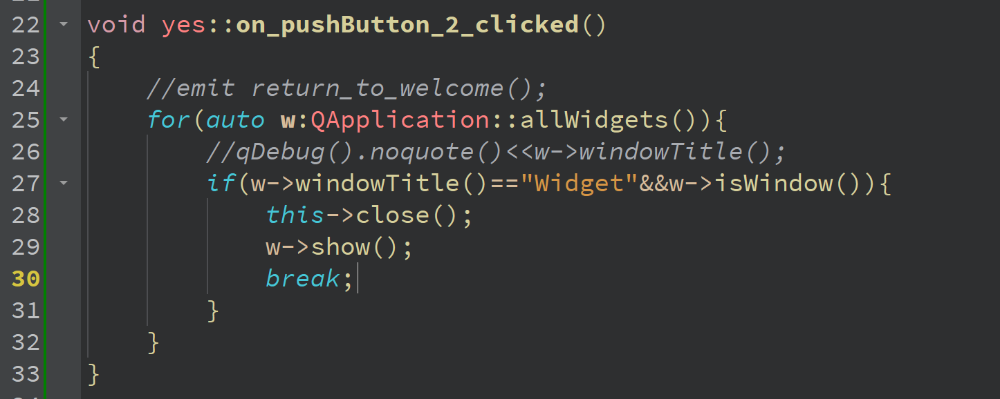 22 void yes::on_pushButton_2_clicked()
23 {
24 //emit return_to_welcome();
25 for(auto w:QApplication::allWidgets()){
26 //qDebug().noquote()<<w->windowTitle();
27 if(w->windowTitle()=="Widget"&&w->isWindow()){
28 this->close();
29 w->show();
30 break;
31 }
32 }
33 }